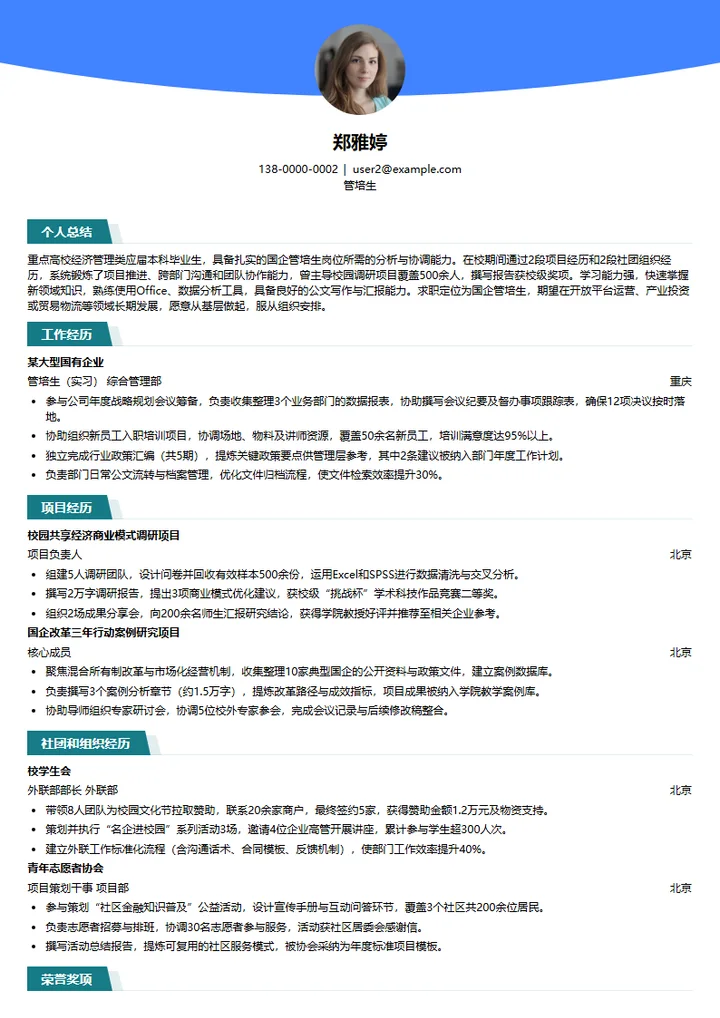 郑雅婷
138-0000-0002 | user2@example.com
管培生
个人总结
重点高校经济管理类应届本科毕业生，具备扎实的国企管培生岗位所需的分析与协调能力。在校期间通过2段项目经历和2段社团组织经
历，系统锻炼了项目推进、跨部门沟通和团队协作能力，曾主导校园调研项目覆盖500余人，撰写报告获校级奖项。学习能力强，快速掌握
新领域知识，熟练使用Office、数据分析工具，具备良好的公文写作与汇报能力。求职定位为国企管培生，期望在开放平台运营、产业投资
或贸易物流等领域长期发展，愿意从基层做起，服从组织安排。
工作经历
某大型国有企业
管培生（实习） 综合管理部 重庆
• 参与公司年度战略规划会议筹备，负责收集整理3个业务部门的数据报表，协助撰写会议纪要及督办事项跟踪表，确保12项决议按时落
地。
• 协助组织新员工入职培训项目，协调场地、物料及讲师资源，覆盖50余名新员工，培训满意度达95%以上。
• 独立完成行业政策汇编（共5期），提炼关键政策要点供管理层参考，其中2条建议被纳入部门年度工作计划。
• 负责部门日常公文流转与档案管理，优化文件归档流程，使文件检索效率提升30%。
项目经历
校园共享经济商业模式调研项目
项目负责人 北京
• 组建5人调研团队，设计问卷并回收有效样本500余份，运用Excel和SPSS进行数据清洗与交叉分析。
• 撰写2万字调研报告，提出3项商业模式优化建议，获校级“挑战杯”学术科技作品竞赛二等奖。
• 组织2场成果分享会，向200余名师生汇报研究结论，获得学院教授好评并推荐至相关企业参考。
国企改革三年行动案例研究项目
核心成员 北京
• 聚焦混合所有制改革与市场化经营机制，收集整理10家典型国企的公开资料与政策文件，建立案例数据库。
• 负责撰写3个案例分析章节（约1.5万字），提炼改革路径与成效指标，项目成果被纳入学院教学案例库。
• 协助导师组织专家研讨会，协调5位校外专家参会，完成会议记录与后续修改稿整合。
社团和组织经历
校学生会
外联部部长 外联部 北京
• 带领8人团队为校园文化节拉取赞助，联系20余家商户，最终签约5家，获得赞助金额1.2万元及物资支持。
• 策划并执行“名企进校园”系列活动3场，邀请4位企业高管开展讲座，累计参与学生超300人次。
• 建立外联工作标准化流程（含沟通话术、合同模板、反馈机制），使部门工作效率提升40%。
青年志愿者协会
项目策划干事 项目部 北京
• 参与策划“社区金融知识普及”公益活动，设计宣传手册与互动问答环节，覆盖3个社区共200余位居民。
• 负责志愿者招募与排班，协调30名志愿者参与服务，活动获社区居委会感谢信。
• 撰写活动总结报告，提炼可复用的社区服务模式，被协会采纳为年度标准项目模板。
荣誉奖项